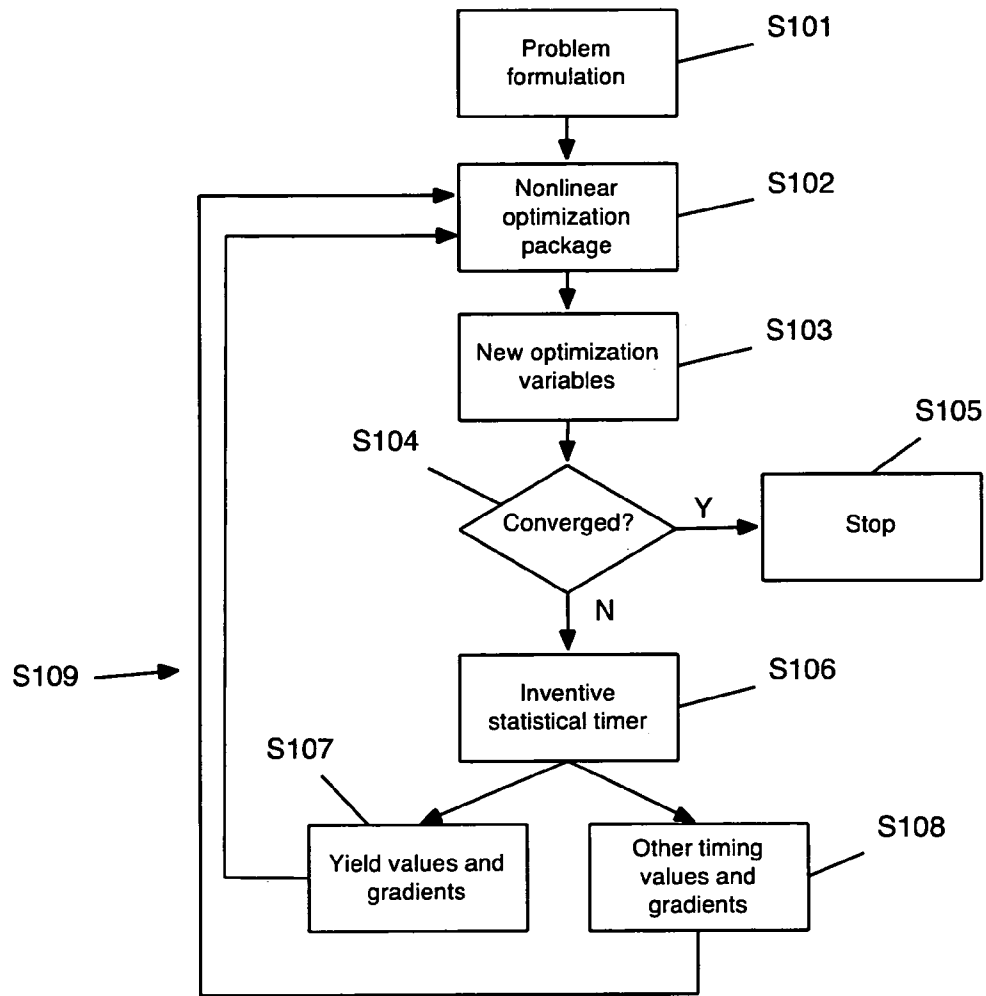 S101
Problem
formulation
S102
Nonlinear
optimization
package
S103
New optimization
variables
S104
S105
Converged?
Y
Stop
N
S109
S106
Inventive
statistical timer
S107
S108
Yield values and
gradients
Other timing
values and
gradients